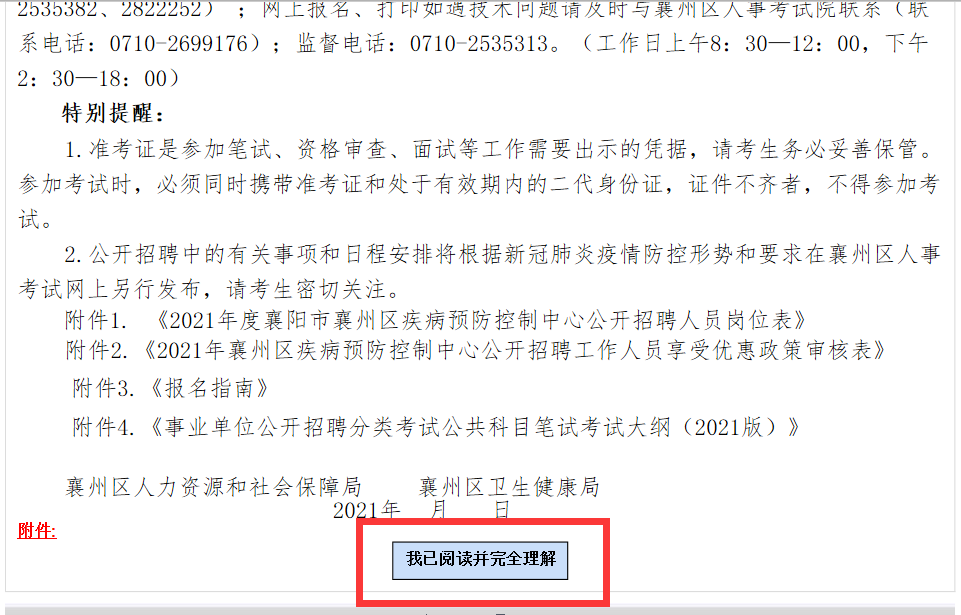 2535382、2822252）；网上报名、打印如遇技术问题请及时与襄州区人事考试院联系（联
系电话：0710-2699176）；监督电话：0710-2535313。（工作日上午8：30—12：00，下午
2：30—18：00）
特别提醒：
1.准考证是参加笔试、资格审查、面试等工作需要出示的凭据，请考生务必妥善保管。
参加考试时，必须同时携带准考证和处于有效期内的二代身份证，证件不齐者，不得参加考
试。
2.公开招聘中的有关事项和日程安排将根据新冠肺炎疫情防控形势和要求在襄州区人事
考试网上另行发布，请考生密切关注。
附件1. 《2021年度襄阳市襄州区疾病预防控制中心公开招聘人员岗位表》
附件2.《2021年襄州区疾病预防控制中心公开招聘工作人员享受优惠政策审核表》
附件3.《报名指南》
附件4.《事业单位公开招聘分类考试公共科目笔试考试大纲（2021版）》
襄州区人力资源和社会保障局 襄州区卫生健康局
2021年 月 日
附件:
我已阅读并完全理解